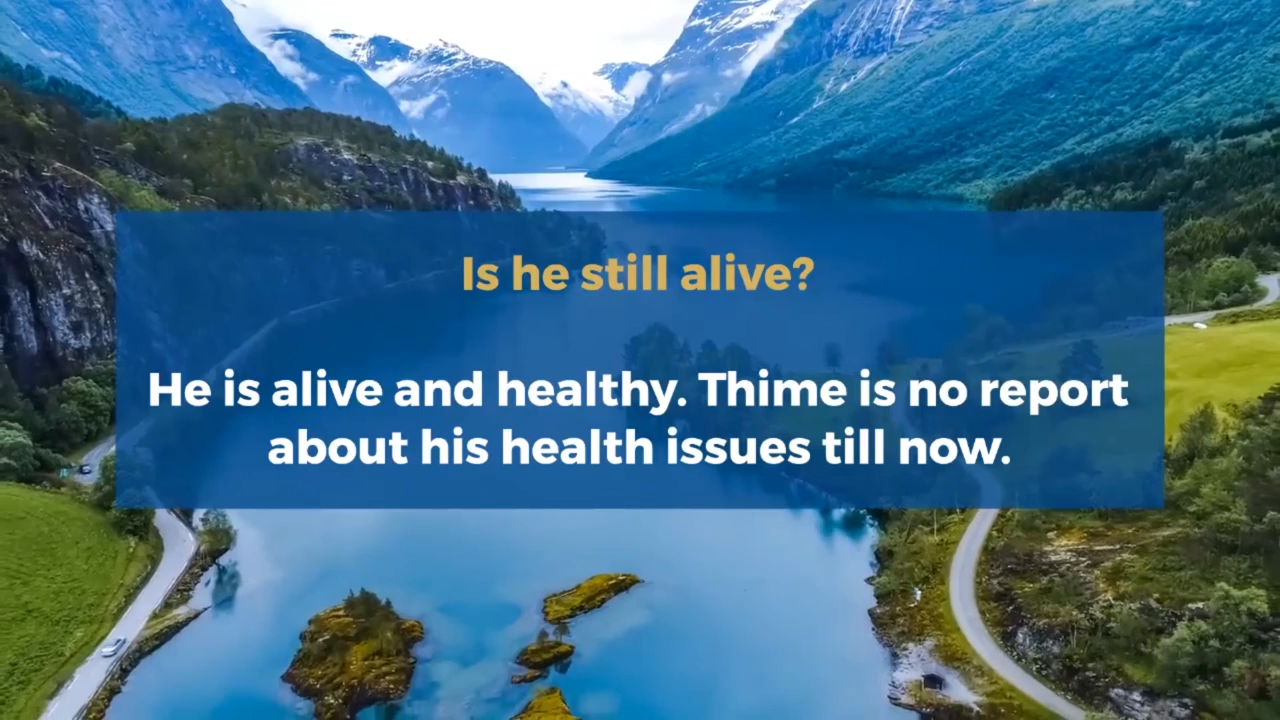 Is he still alive?
He is alive and healthy. Thime is no report
about his health issues till now.